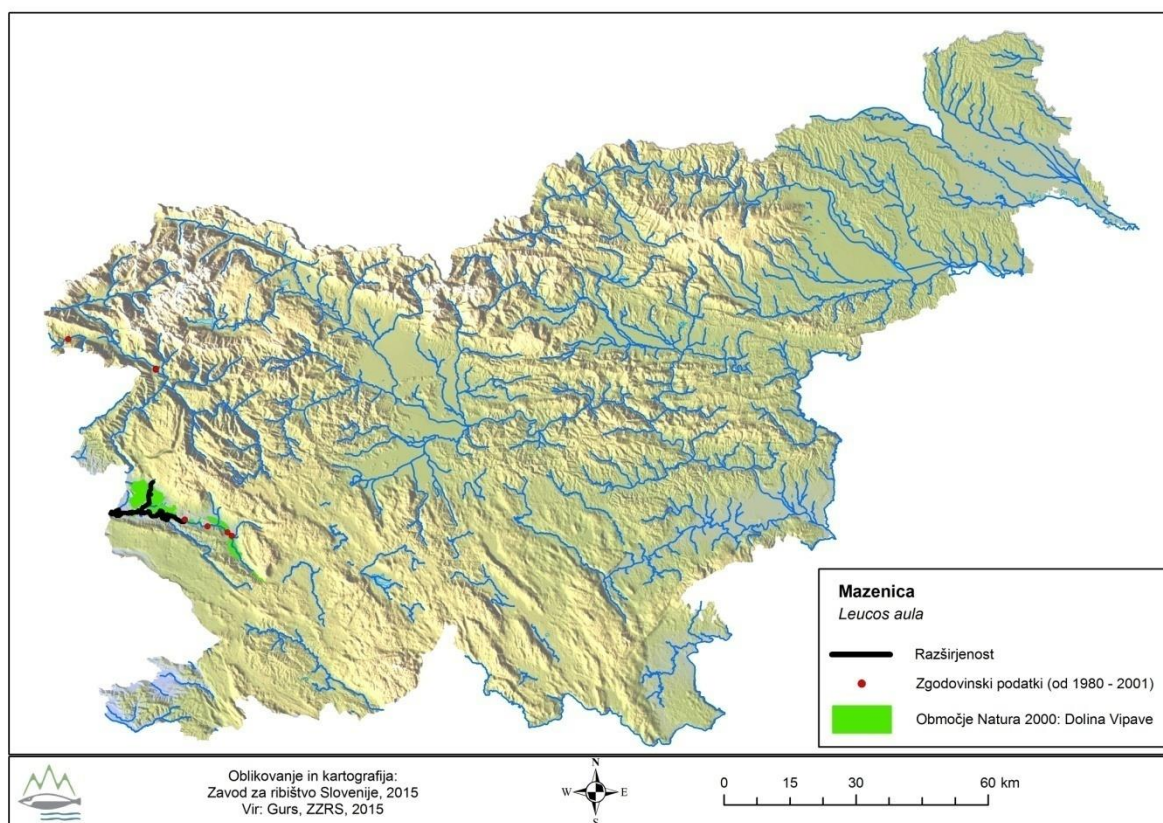 Mazenica
Leucos aula
Razširjenost
Zgodovinski podatki (od 1980 - 2001)
Območje Natura 2000: Dolina Vipave
Oblikovanje in kartografija:
Zavod za ribištvo Slovenije, 2015
Vir: Gurs, ZZRS, 2015
N
W E
S
0 15 30 60 km